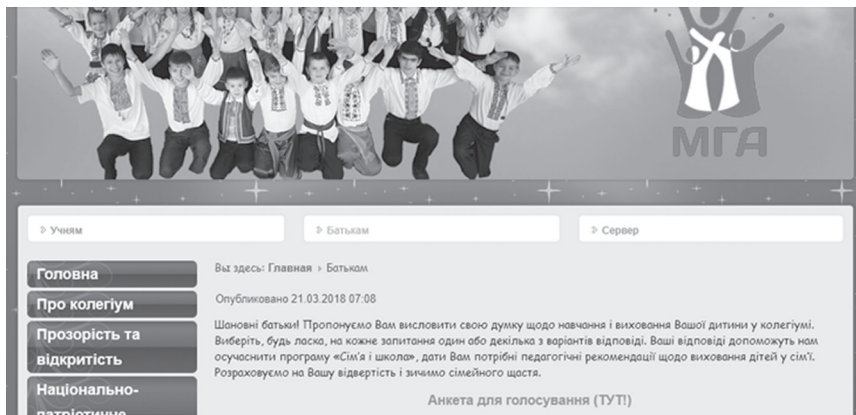 МГА
Учням
Батькам
Сервер
Головна
Про колегіум
Прозорість та
відкритість
Національно-
патріотичне
Вы здесь: Главная Батькам
Опубликовано 21.03.2018 07:08
Шановні батьки! Пропонуємо Вам висловити свою думку щодо навчання і виховання Вашої дитини у колегіумі.
Виберіть, будь ласка, на кожне запитання один або декілька з варіантів відповіді. Ваші відповіді допоможуть нам
осучаснити програму «Сім'я і школа», дати Вам потрібні педагогічні рекомендації щодо виховання дітей у сім'ї.
Розраховуємо на Вашу відвертість і зичимо сімейного щастя.
Анкета для голосування (ТУТ!)